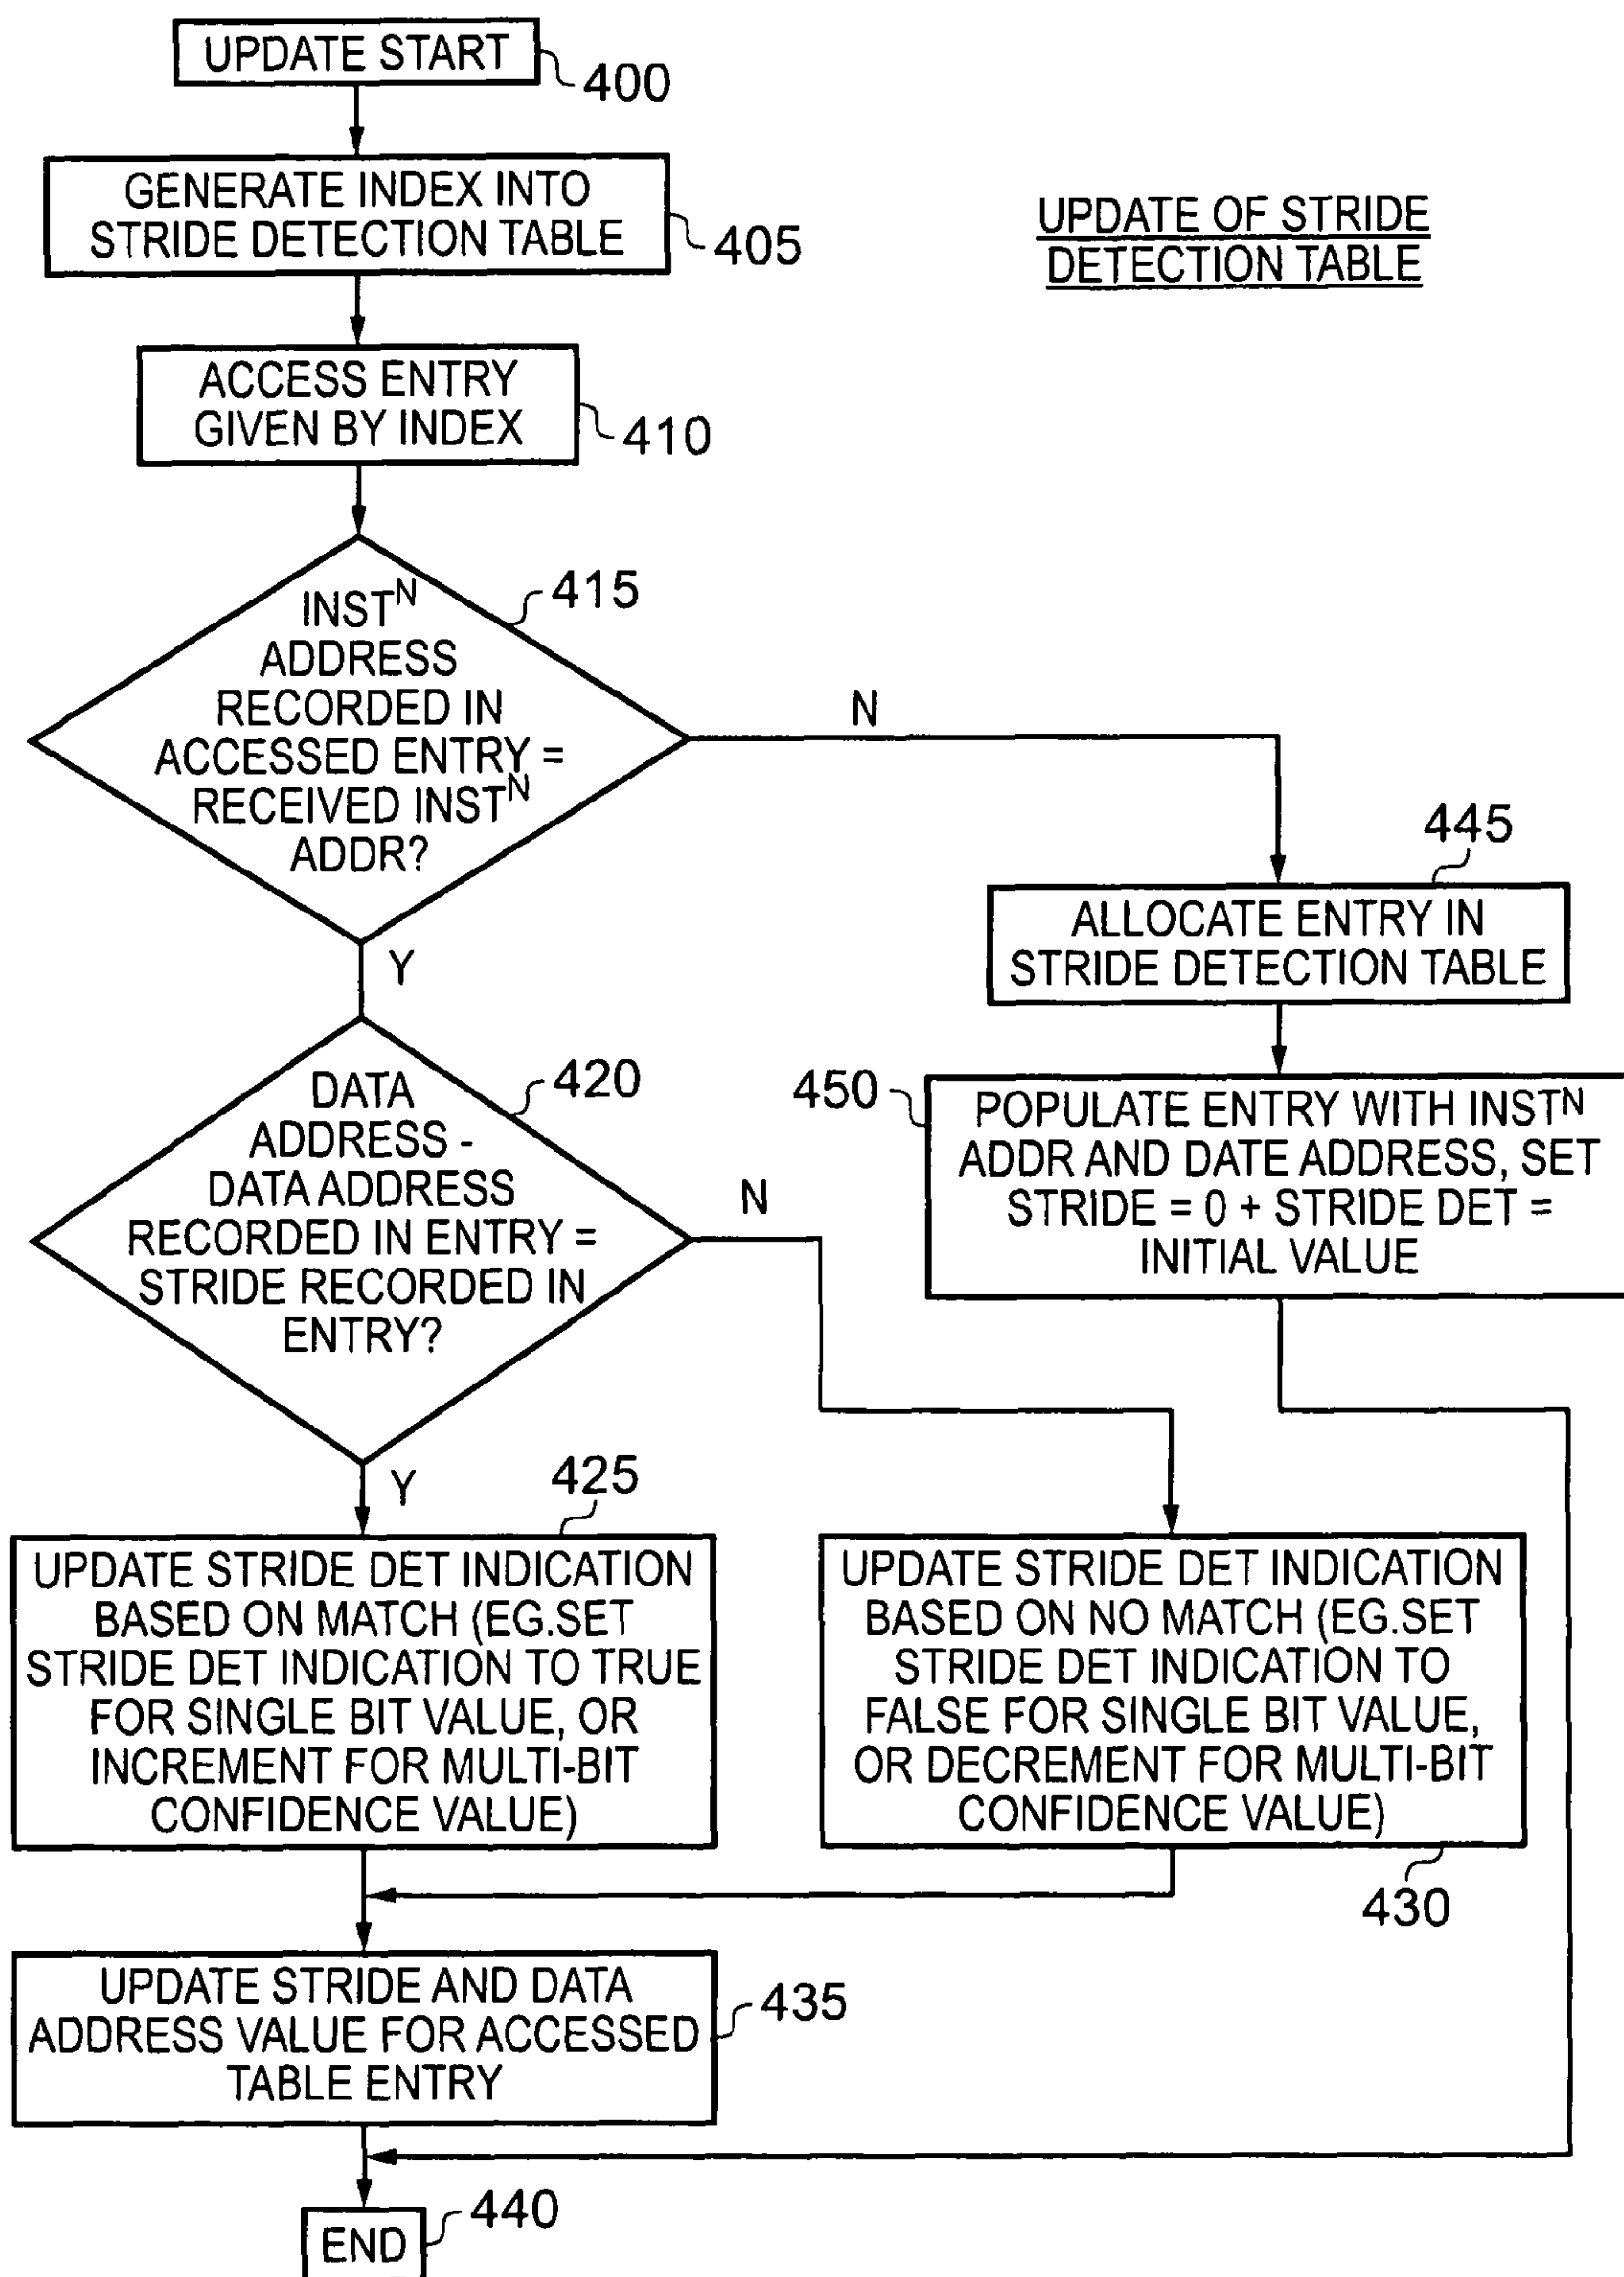 UPDATE START
400
GENERATE INDEX INTO
STRIDE DETECTION TABLE
405
UPDATE OF STRIDE
DETECTION TABLE
ACCESS ENTRY
GIVEN BY INDEX
410
INSTᴺ
ADDRESS
RECORDED IN
ACCESSED ENTRY =
RECEIVED INSTᴺ
ADDR?
415
N
Y
445
ALLOCATE ENTRY IN
STRIDE DETECTION TABLE
DATA
ADDRESS -
DATA ADDRESS
RECORDED IN ENTRY =
STRIDE RECORDED IN
ENTRY?
420
N
Y
450
POPULATE ENTRY WITH INSTᴺ
ADDR AND DATE ADDRESS, SET
STRIDE = 0 + STRIDE DET =
INITIAL VALUE
425
UPDATE STRIDE DET INDICATION
BASED ON MATCH (EG.SET
STRIDE DET INDICATION TO TRUE
FOR SINGLE BIT VALUE, OR
INCREMENT FOR MULTI-BIT
CONFIDENCE VALUE)
UPDATE STRIDE DET INDICATION
BASED ON NO MATCH (EG.SET
STRIDE DET INDICATION TO
FALSE FOR SINGLE BIT VALUE,
OR DECREMENT FOR MULTI-BIT
CONFIDENCE VALUE)
430
UPDATE STRIDE AND DATA
ADDRESS VALUE FOR ACCESSED
TABLE ENTRY
435
END
440